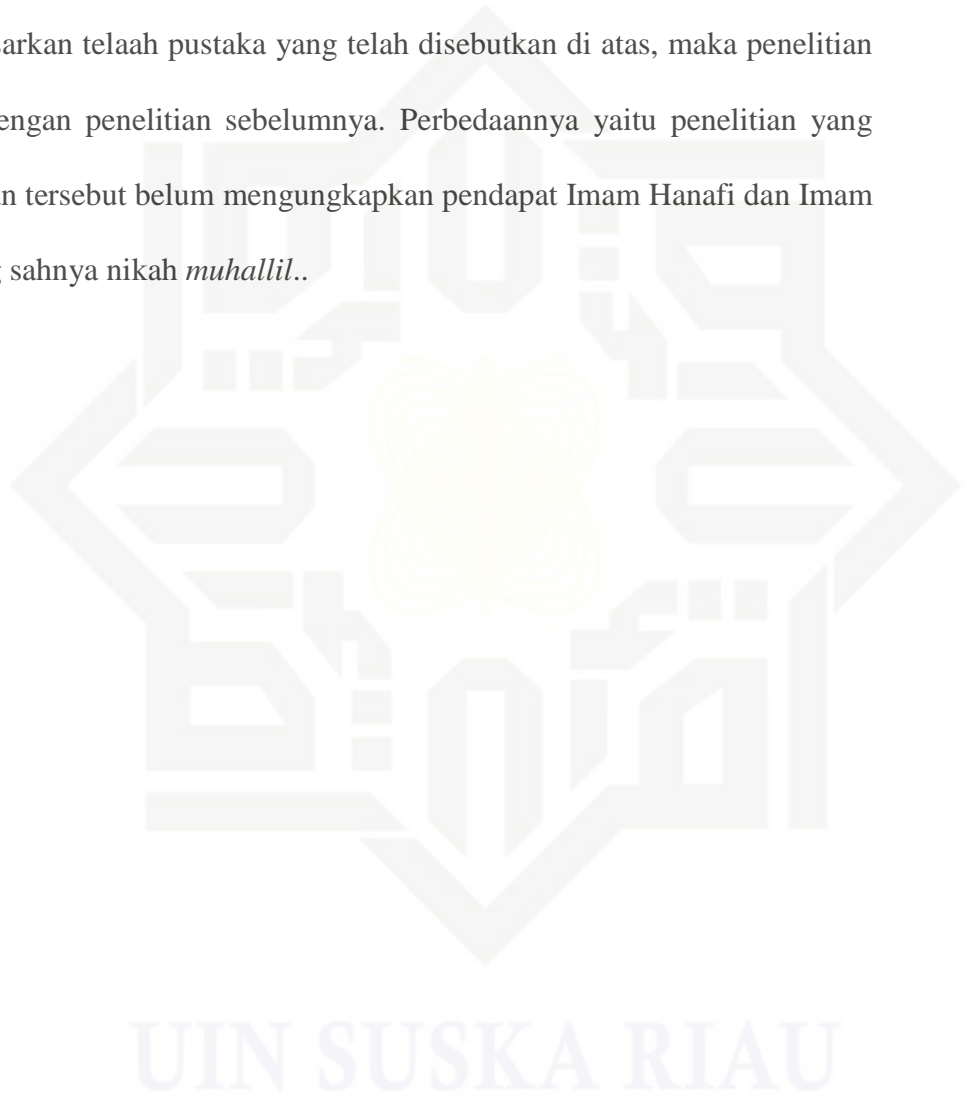 arkan telaah pustaka yang telah disebutkan di atas, maka penelitian
engan penelitian sebelumnya. Perbedaannya yaitu penelitian yang
n tersebut belum mengungkapkan pendapat Imam Hanafi dan Imam
sahnya nikah muhallil..
UIN SUSKA RIAU